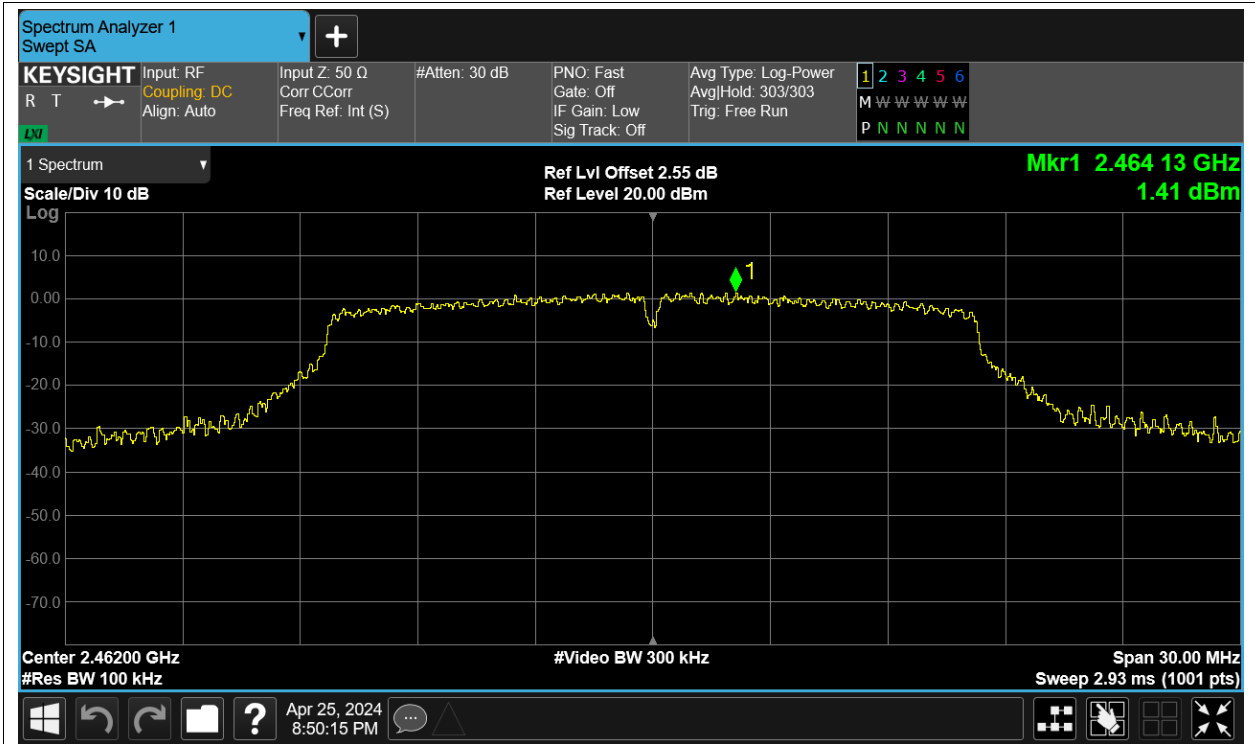 Spectrum Analyzer 1
Swept SA
KEYSIGHT
R T
LXI
Input: RF
Coupling: DC
Align: Auto
Input Z: 50 Ω
Corr CCorr
Freq Ref: Int (S)
#Atten: 30 dB
PNO: Fast
Gate: Off
IF Gain: Low
Sig Track: Off
Avg Type: Log-Power
Avg|Hold: 303/303
Trig: Free Run
1 2 3 4 5 6
M W W W W W
P N N N N N
1 Spectrum
Scale/Div 10 dB
Log
Ref Lvl Offset 2.55 dB
Ref Level 20.00 dBm
Mkr1 2.464 13 GHz
1.41 dBm
10.0
0.00
-10.0
-20.0
-30.0
-40.0
-50.0
-60.0
-70.0
1
Center 2.46200 GHz
#Res BW 100 kHz
#Video BW 300 kHz
Span 30.00 MHz
Sweep 2.93 ms (1001 pts)
?
Apr 25, 2024
8:50:15 PM